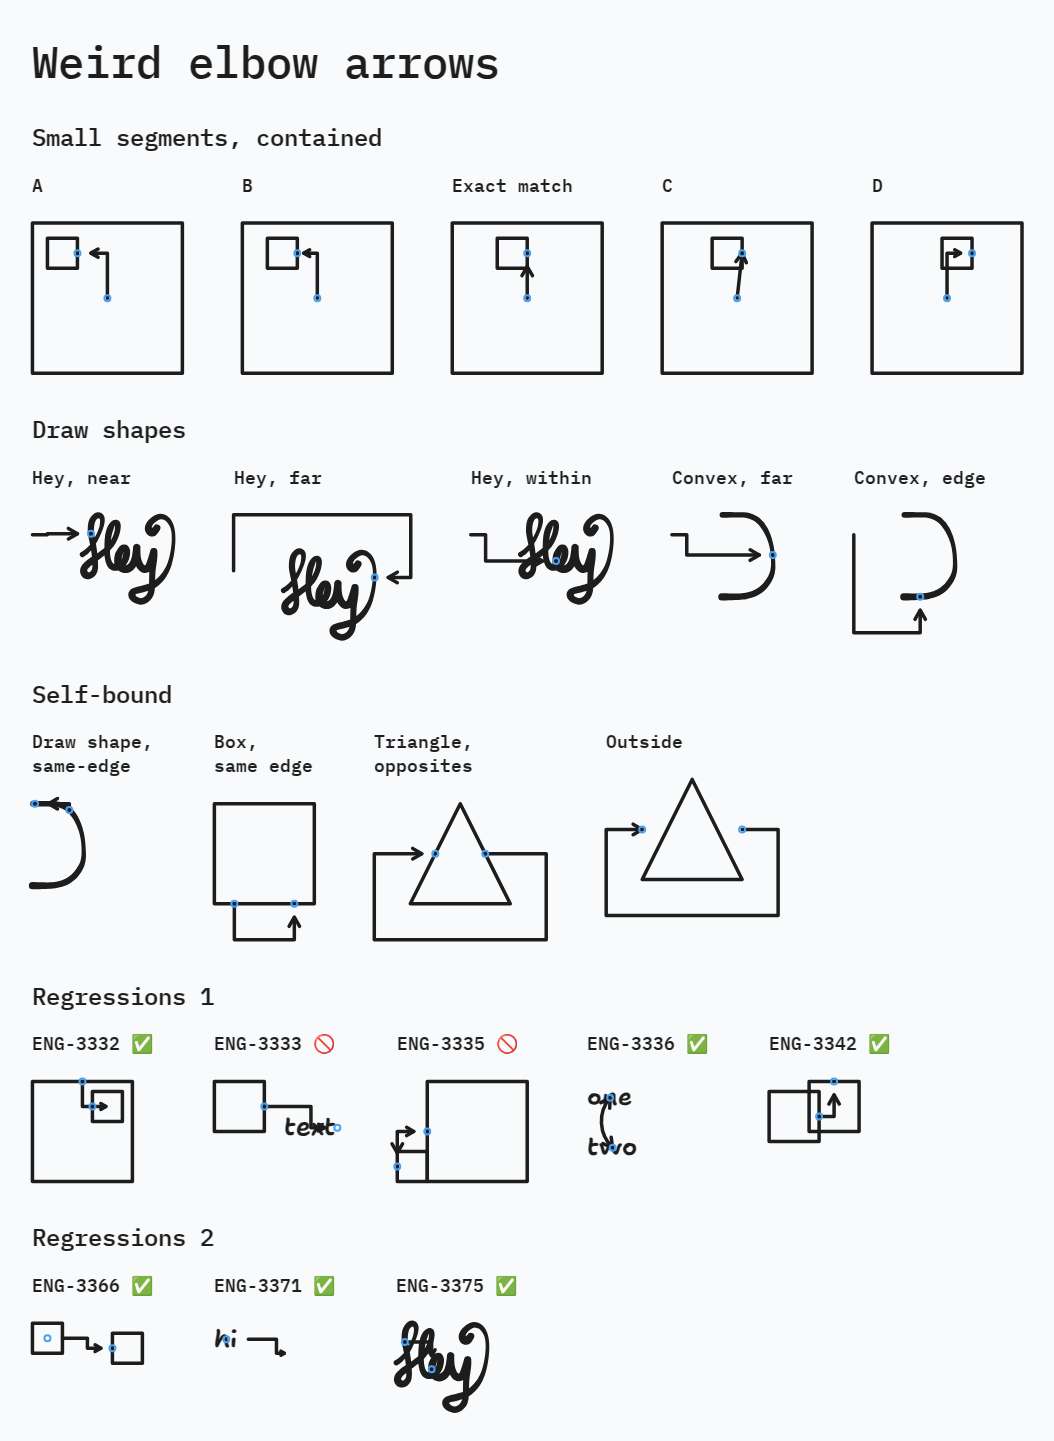 Weird elbow arrows
Small segments, contained
A B Exact match C D
Draw shapes
Hey, near Hey, far Hey, within Convex, far Convex, edge
Hey Hey Hey
Self-bound
Draw shape, Box, Triangle, Outside
same-edge same edge opposites
Regressions 1
ENG-3332 ✅ ENG-3333 🚫 ENG-3335 🚫 ENG-3336 ✅ ENG-3342 ✅
one
text
two
Regressions 2
ENG-3366 ✅ ENG-3371 ✅ ENG-3375 ✅
hi Hey